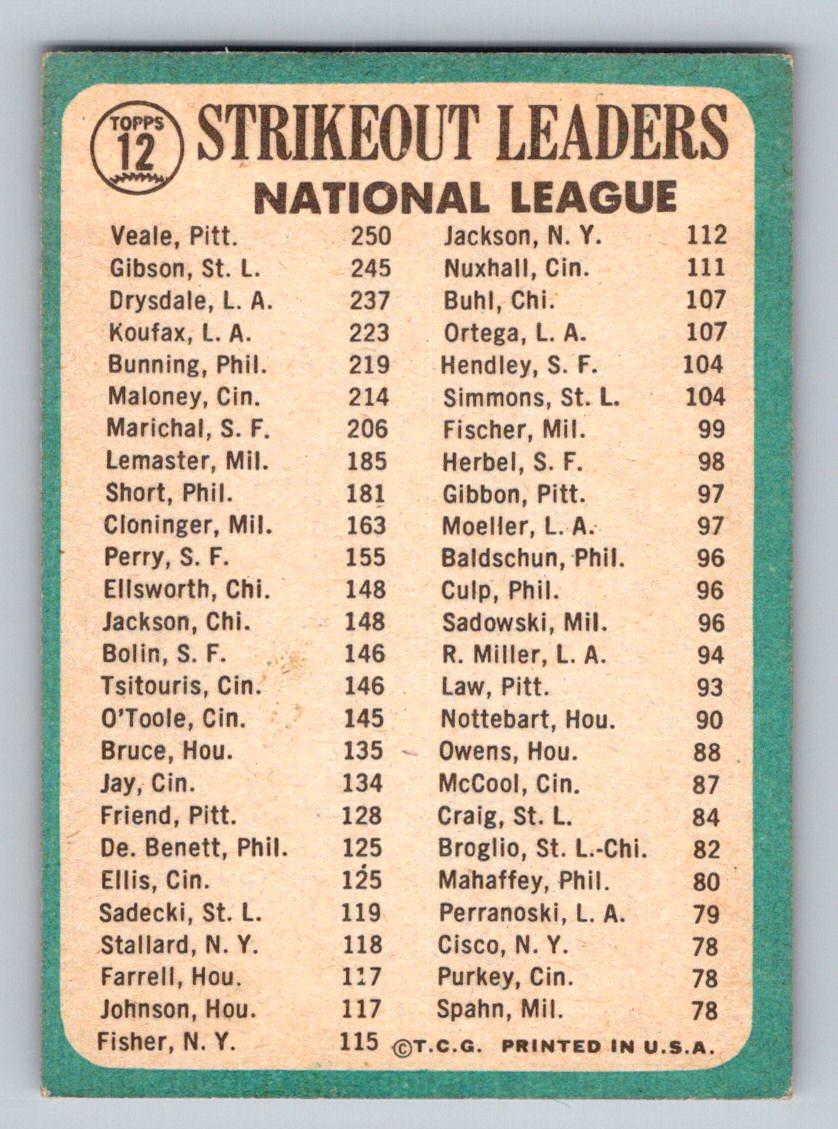 TOPPS
12
STRIKEOUT LEADERS
NATIONAL LEAGUE
Veale, Pitt. 250
Gibson, St. L. 245
Drysdale, L. A. 237
Koufax, L. A. 223
Bunning, Phil. 219
Maloney, Cin. 214
Marichal, S. F. 206
Lemaster, Mil. 185
Short, Phil. 181
Cloninger, Mil. 163
Perry, S. F. 155
Ellsworth, Chi. 148
Jackson, Chi. 148
Bolin, S. F. 146
Tsitouris, Cin. 146
O'Toole, Cin. 145
Bruce, Hou. 135
Jay, Cin. 134
Friend, Pitt. 128
De. Benett, Phil. 125
Ellis, Cin. 125
Sadecki, St. L. 119
Stallard, N. Y. 118
Farrell, Hou. 117
Johnson, Hou. 117
Fisher, N. Y. 115
Jackson, N. Y. 112
Nuxhall, Cin. 111
Buhl, Chi. 107
Ortega, L. A. 107
Hendley, S. F. 104
Simmons, St. L. 104
Fischer, Mil. 99
Herbel, S. F. 98
Gibbon, Pitt. 97
Moeller, L. A. 97
Baldschun, Phil. 96
Culp, Phil. 96
Sadowski, Mil. 96
R. Miller, L. A. 94
Law, Pitt. 93
Nottebart, Hou. 90
Owens, Hou. 88
McCool, Cin. 87
Craig, St. L. 84
Broglio, St. L.-Chi. 82
Mahaffey, Phil. 80
Perranoski, L. A. 79
Cisco, N. Y. 78
Purkey, Cin. 78
Spahn, Mil. 78
©T.C.G. PRINTED IN U.S.A.